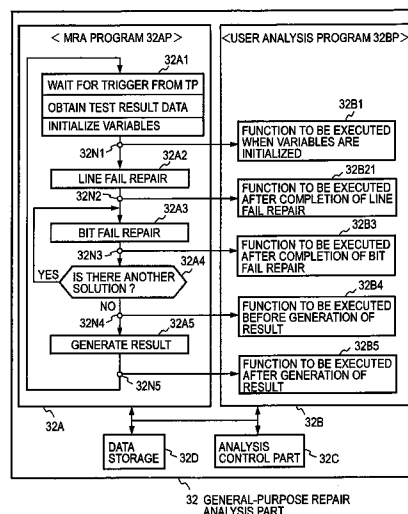 < MRA PROGRAM 32AP>
32A1
WAIT FOR TRIGGER FROM TP
OBTAIN TEST RESULT DATA
INITIALIZE VARIABLES
32N1
32A2
LINE FAIL REPAIR
32N2
32A3
BIT FAIL REPAIR
32N3
32A4
YES
IS THERE ANOTHER
SOLUTION ?
NO
32N4
32A5
GENERATE RESULT
32N5
32A
<USER ANALYSIS PROGRAM 32BP>
32B1
FUNCTION TO BE EXECUTED
WHEN VARIABLES ARE
INITIALIZED
32B21
FUNCTION TO BE EXECUTED
AFTER COMPLETION OF LINE
FAIL REPAIR
32B3
FUNCTION TO BE EXECUTED
AFTER COMPLETION OF BIT
FAIL REPAIR
32B4
FUNCTION TO BE EXECUTED
BEFORE GENERATION OF
RESULT
32B5
FUNCTION TO BE EXECUTED
AFTER GENERATION OF
RESULT
32B
DATA
STORAGE
32D
ANALYSIS
CONTROL PART
32C
32 GENERAL-PURPOSE REPAIR
ANALYSIS PART